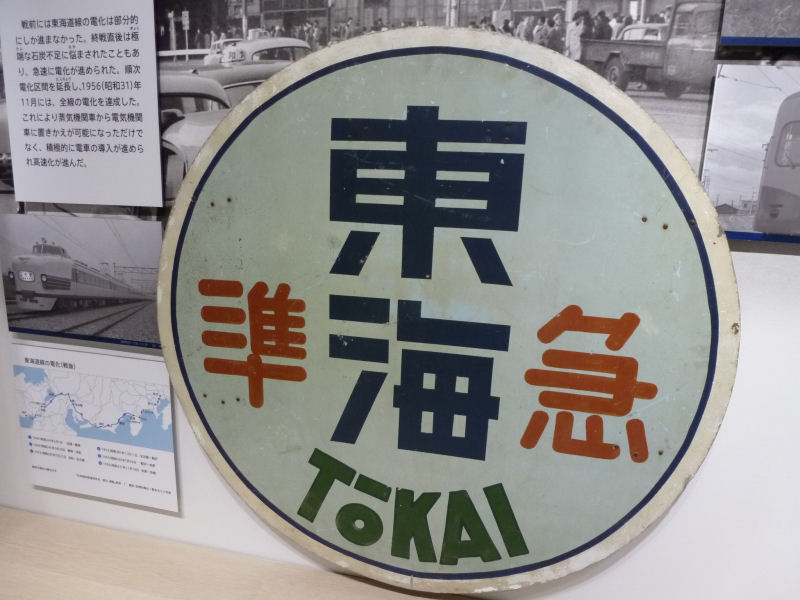 戦前には東海道線の電化は部分的
にしか進まなかった。終戦直後は極
端な石炭不足に悩まされたこともあ
り、急速に電化が進められた。順次
電化区間を延長し、1956(昭和31)年
11月には、全線の電化を達成した。
これにより蒸気機関車から電気機関
車に置きかえが可能になっただけで
なく、積極的に電車の導入が進めら
れ高速化が進んだ。
東海
準急
TōKAI
東海道線の電化(戦後)